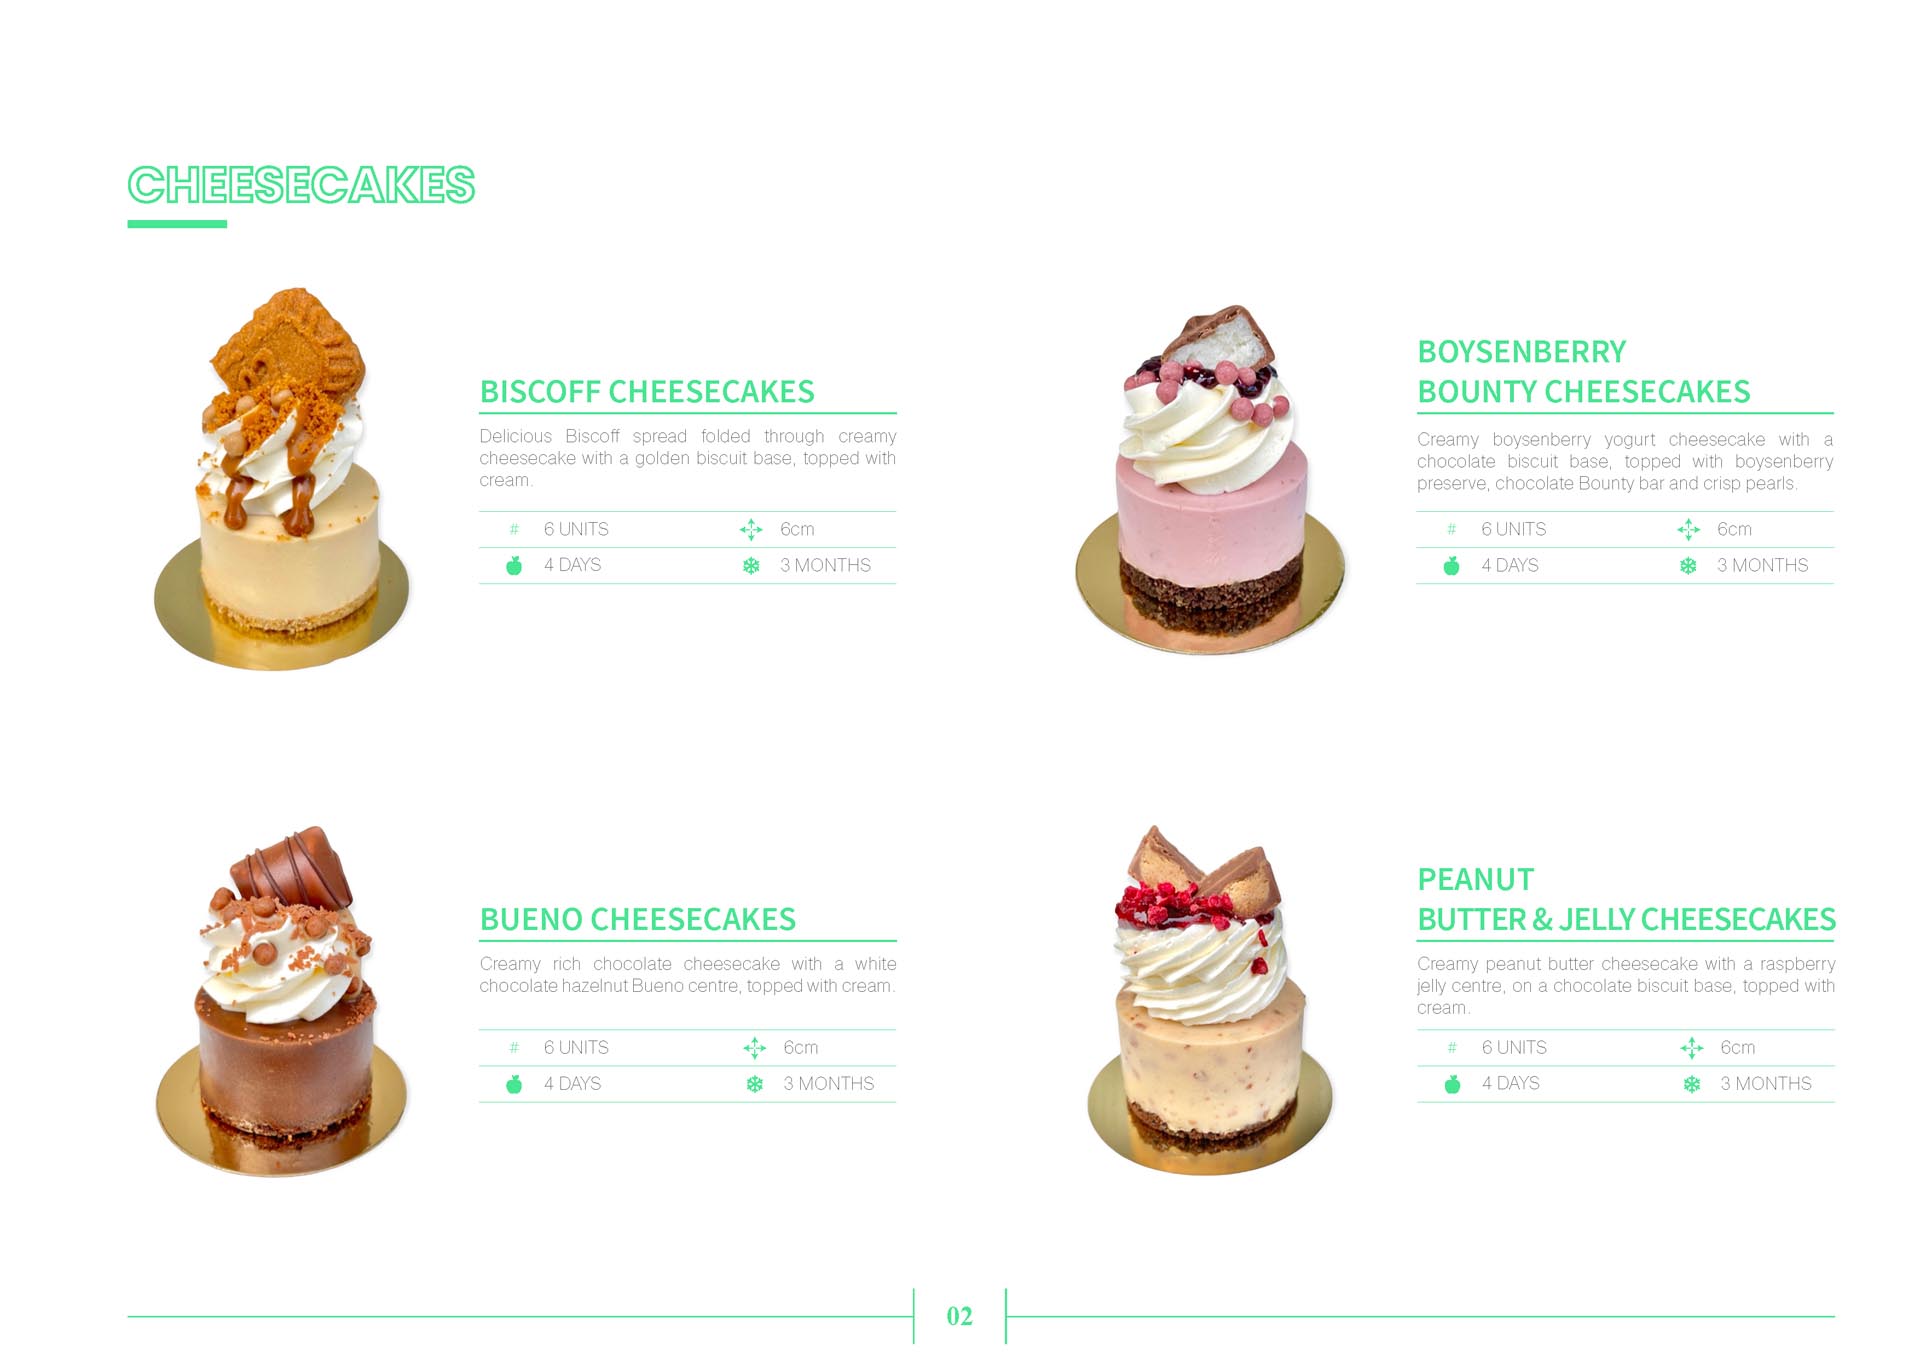 CHEESECAKES
BISCOFF CHEESECAKES
Delicious Biscoff spread folded through creamy
cheesecake with a golden biscuit base, topped with
cream.
# 6 UNITS 6cm
4 DAYS 3 MONTHS
BOYSENBERRY
BOUNTY CHEESECAKES
Creamy boysenberry yogurt cheesecake with a
chocolate biscuit base, topped with boysenberry
preserve, chocolate Bounty bar and crisp pearls.
# 6 UNITS 6cm
4 DAYS 3 MONTHS
BUENO CHEESECAKES
Creamy rich chocolate cheesecake with a white
chocolate hazelnut Bueno centre, topped with cream.
# 6 UNITS 6cm
4 DAYS 3 MONTHS
PEANUT
BUTTER & JELLY CHEESECAKES
Creamy peanut butter cheesecake with a raspberry
jelly centre, on a chocolate biscuit base, topped with
cream.
# 6 UNITS 6cm
4 DAYS 3 MONTHS
02